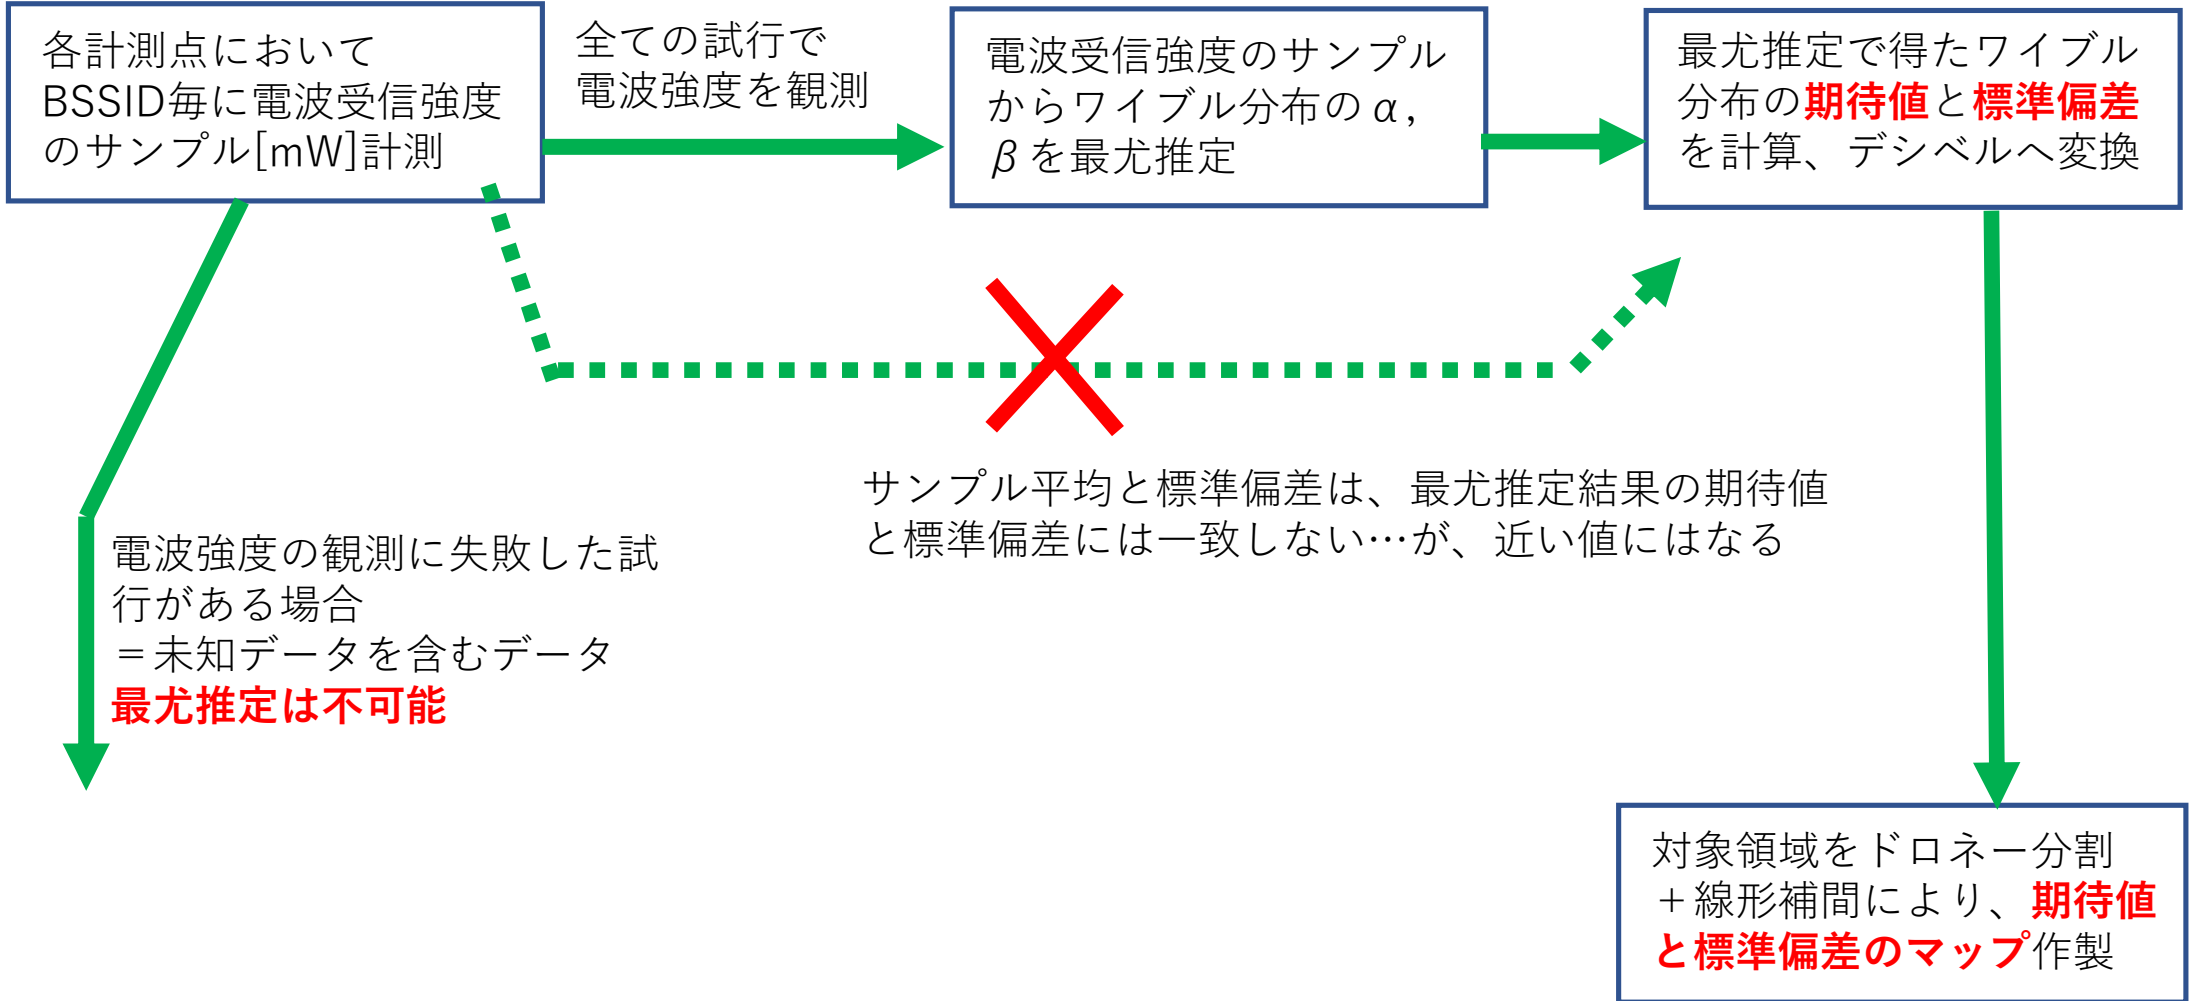 各計測点において
BSSID毎に電波受信強度
のサンプル[mW]計測
全ての試行で
電波強度を観測
電波受信強度のサンプル
からワイブル分布のα，
βを最尤推定
最尤推定で得たワイブル
分布の期待値と標準偏差
を計算、デシベルへ変換
サンプル平均と標準偏差は、最尤推定結果の期待値
と標準偏差には一致しない…が、近い値にはなる
電波強度の観測に失敗した試
行がある場合
＝未知データを含むデータ
最尤推定は不可能
対象領域をドロネー分割
＋線形補間により、期待値
と標準偏差のマップ作製